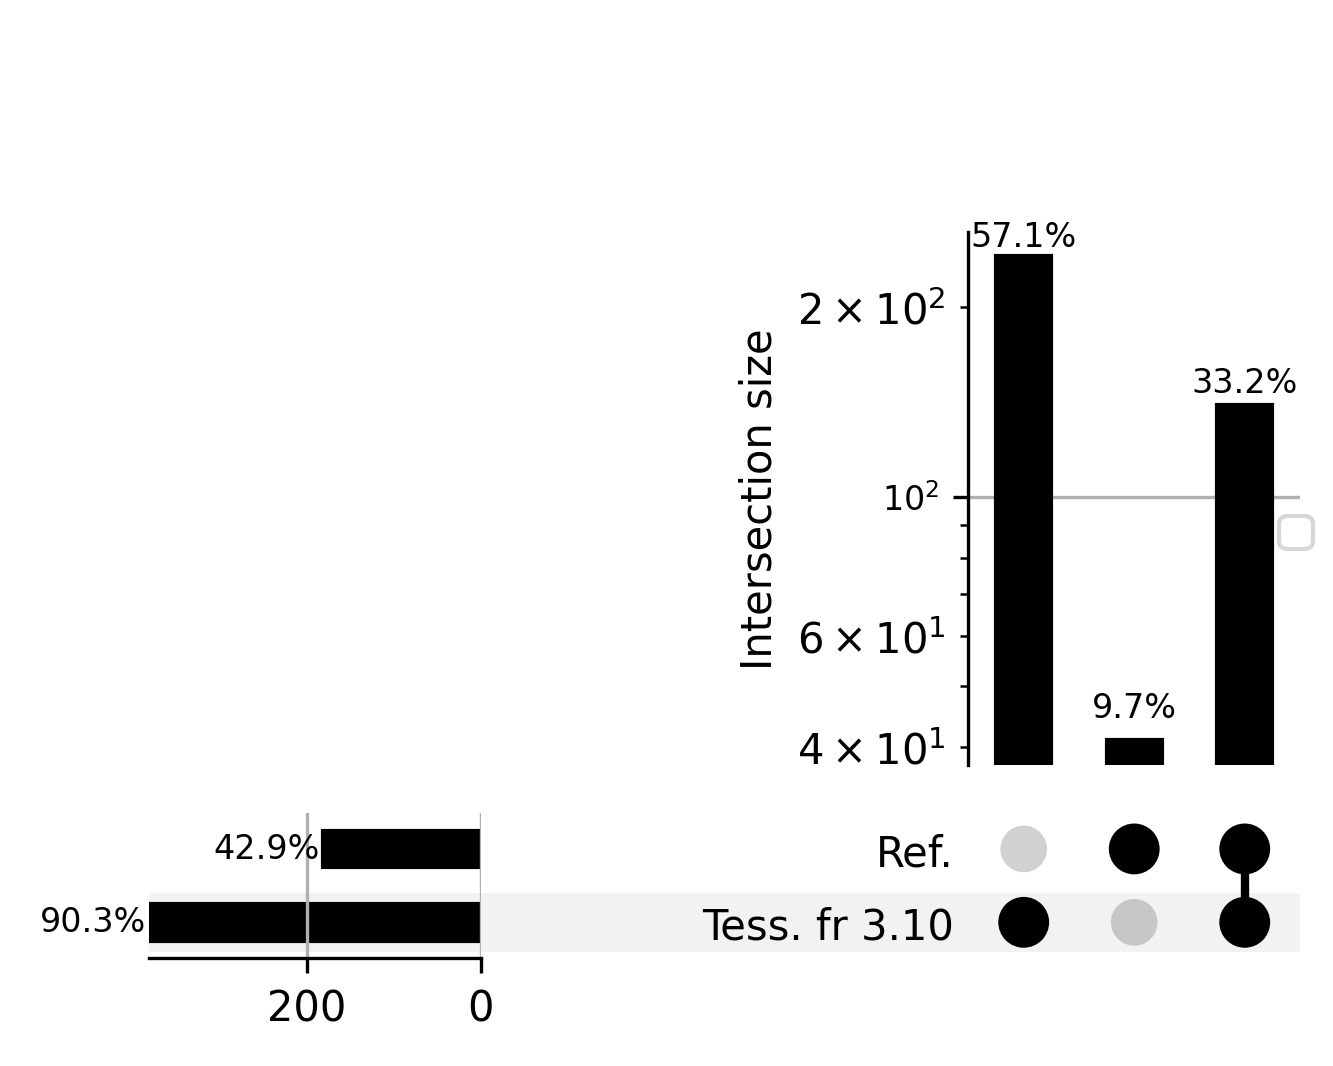 57.1%
2 × 10²
33.2%
Intersection size
10²
6 × 10¹
9.7%
4 × 10¹
42.9%
Ref.
90.3%
Tess. fr 3.10
200
0